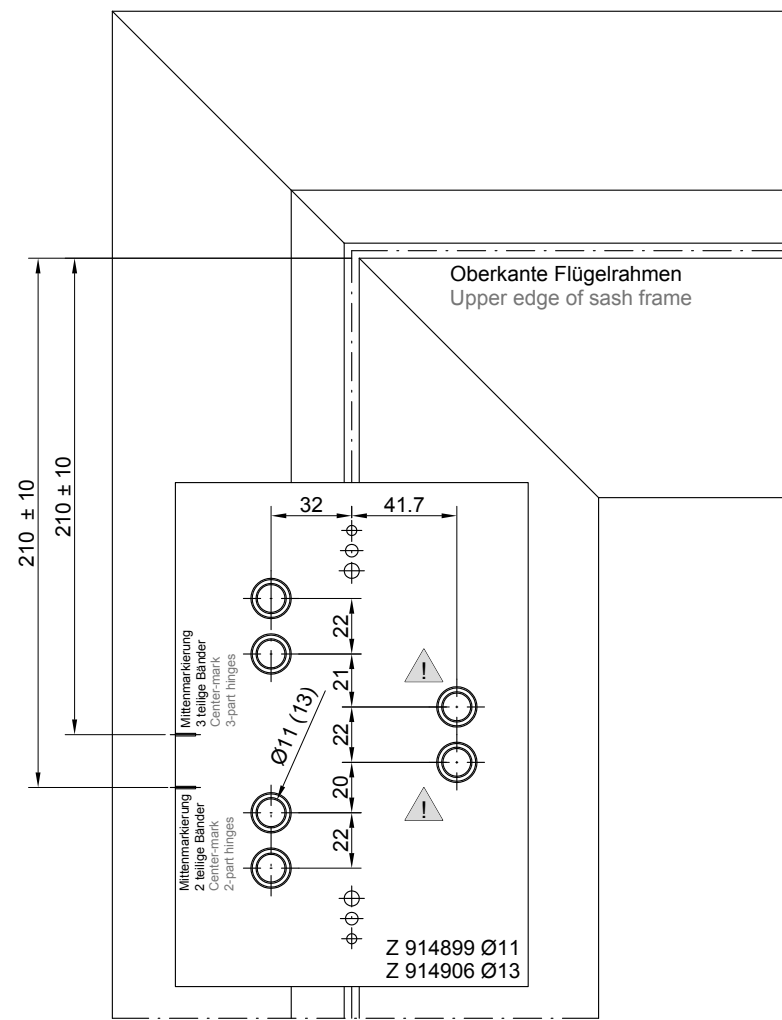 Oberkante Flügelrahmen
Upper edge of sash frame
210 ± 10
210 ± 10
32
41.7
22
21
22
20
22
Ø11 (13)
!
!
Mittenmarkierung
3 teilige Bänder
Center-mark
3-part hinges
Mittenmarkierung
2 teilige Bänder
Center-mark
2-part hinges
Z 914899 Ø11
Z 914906 Ø13